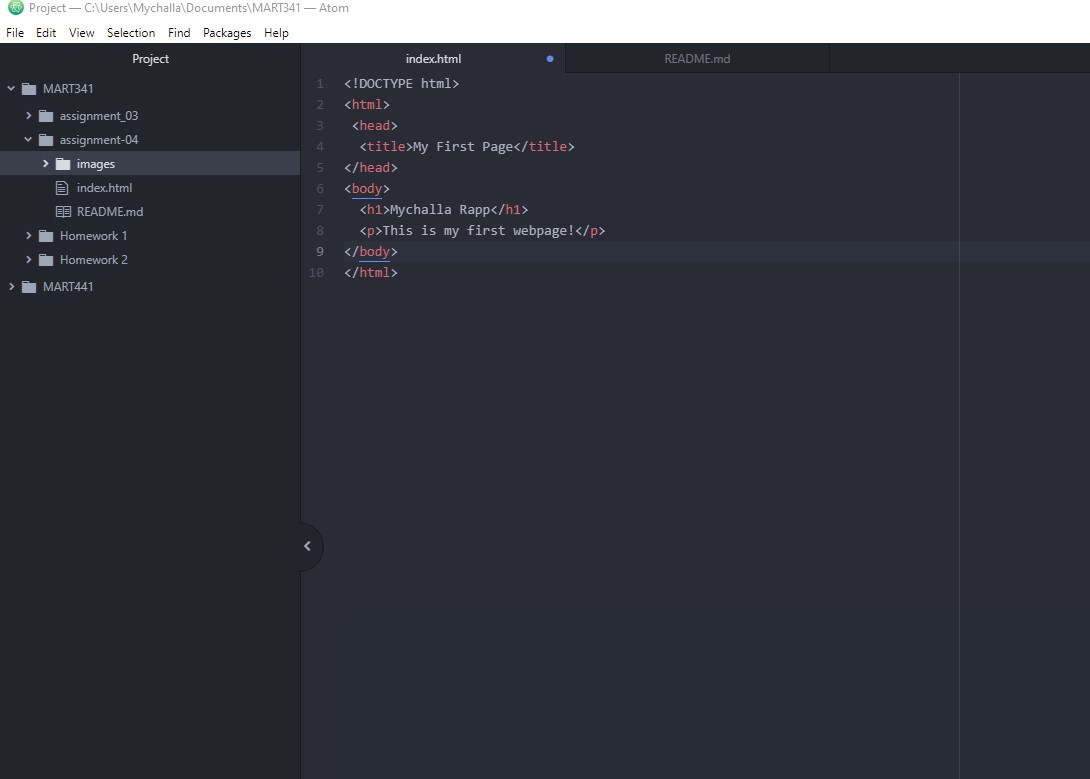 Project — C:\Users\Mychalla\Documents\MART341 — Atom
File Edit View Selection Find Packages Help
Project
MART341
assignment_03
assignment-04
images
index.html
README.md
Homework 1
Homework 2
MART441
index.html README.md
1 <!DOCTYPE html>
2 <html>
3 <head>
4 <title>My First Page</title>
5 </head>
6 <body>
7 <h1>Mychalla Rapp</h1>
8 <p>This is my first webpage!</p>
9 </body>
10 </html>